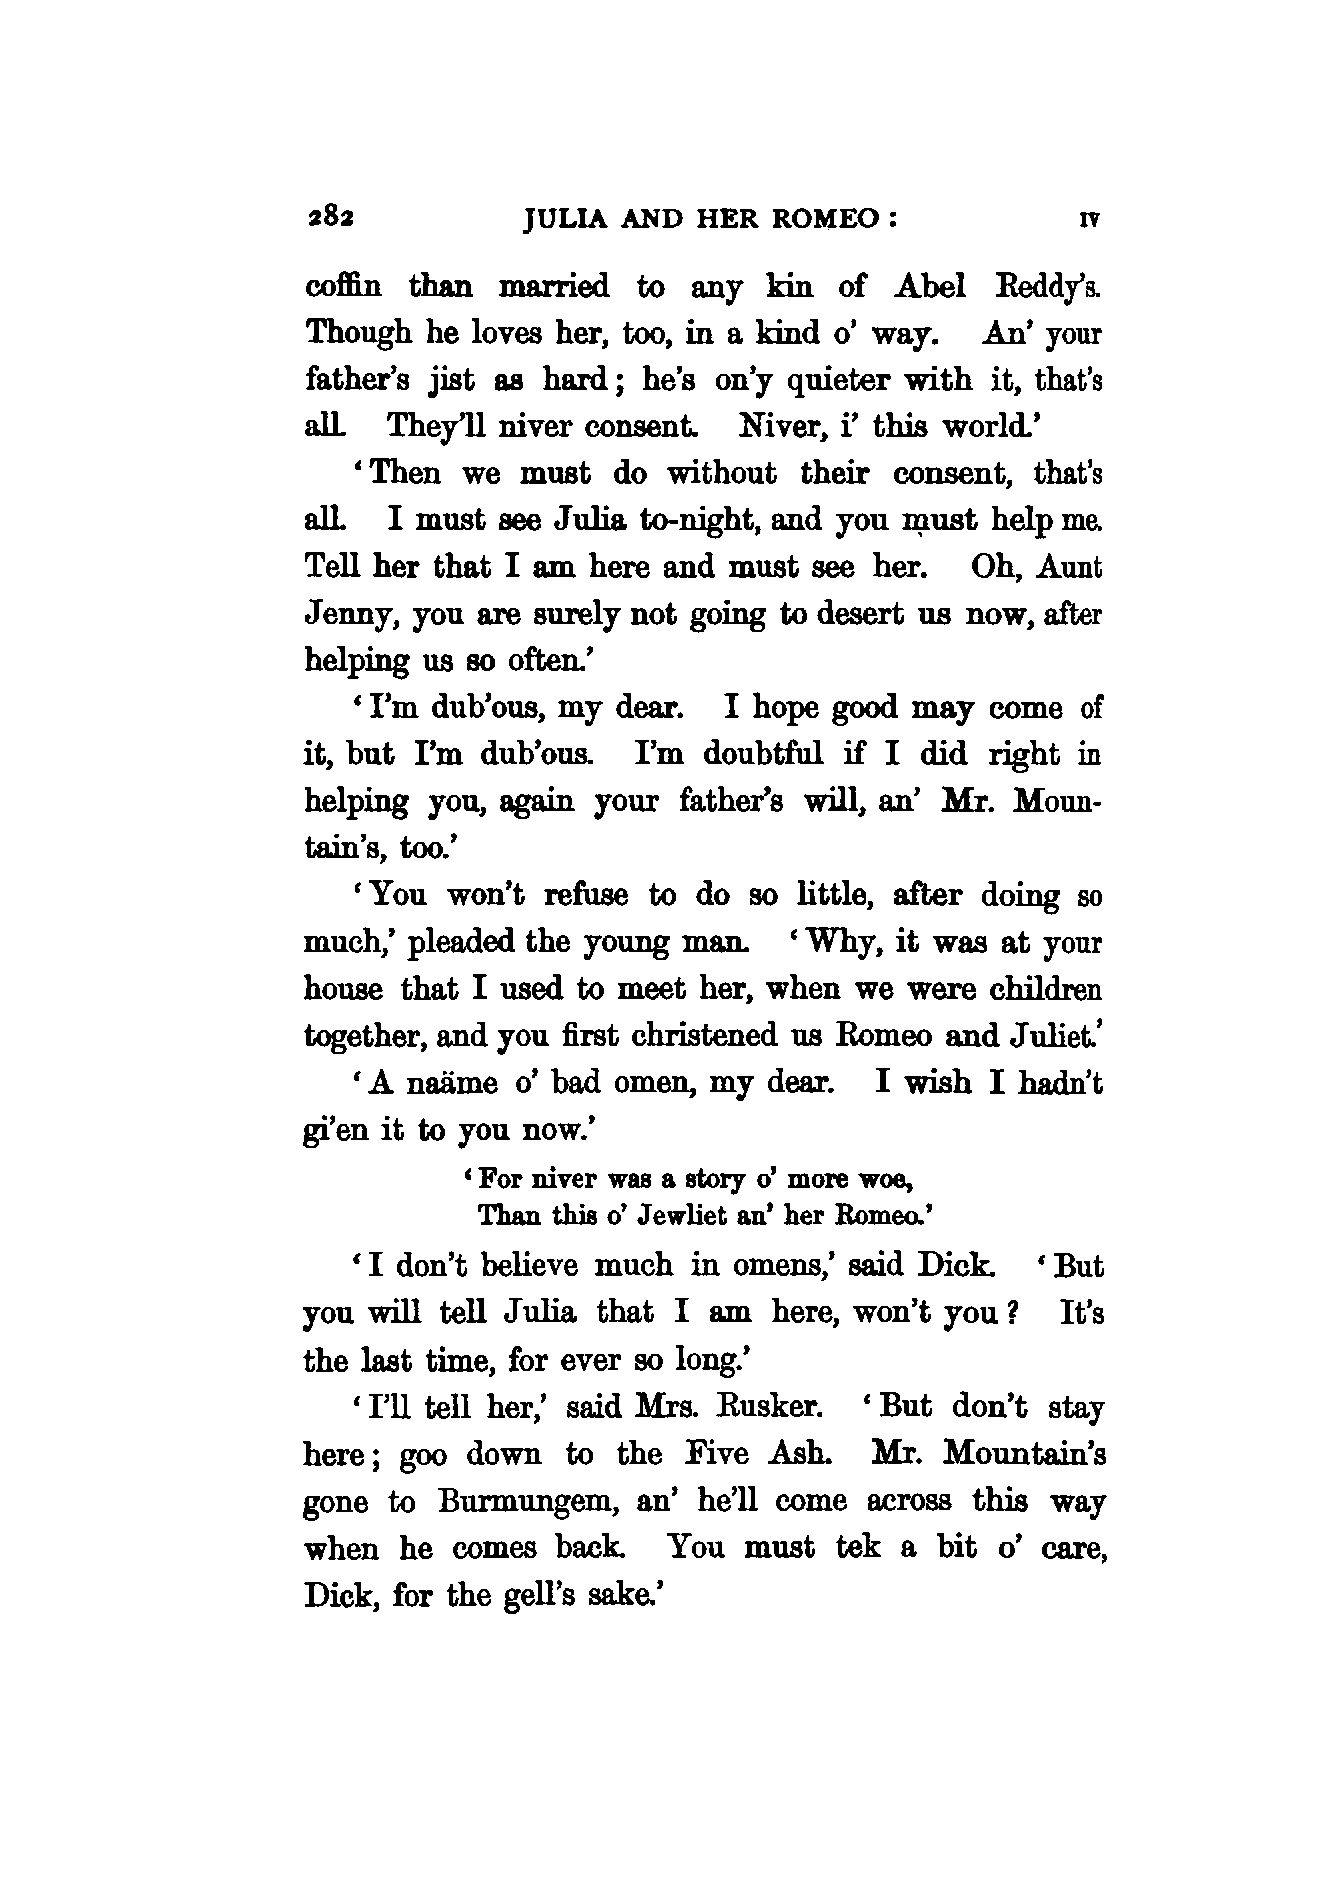 282 JULIA AND HER ROMEO : IV
coffin than married to any kin of Abel Reddy's.
Though he loves her, too, in a kind o' way. An' your
father's jist as hard ; he's on'y quieter with it, that's
all. They'll niver consent. Niver, i' this world.'
‘Then we must do without their consent, that's
all. I must see Julia to-night, and you must help me.
Tell her that I am here and must see her. Oh, Aunt
Jenny, you are surely not going to desert us now, after
helping us so often.'
‘I'm dub'ous, my dear. I hope good may come of
it, but I'm dub'ous. I'm doubtful if I did right in
helping you, again your father's will, an' Mr. Moun-
tain's, too.'
‘You won't refuse to do so little, after doing so
much,' pleaded the young man. ‘Why, it was at your
house that I used to meet her, when we were children
together, and you first christened us Romeo and Juliet.'
‘A naäme o' bad omen, my dear. I wish I hadn't
gi'en it to you now.'
‘For niver was a story o' more woe,
Than this o' Jewliet an' her Romeo.'
‘I don't believe much in omens,' said Dick. ‘But
you will tell Julia that I am here, won't you ? It's
the last time, for ever so long.'
‘I'll tell her,' said Mrs. Rusker. ‘But don't stay
here ; goo down to the Five Ash. Mr. Mountain's
gone to Burmungem, an' he'll come across this way
when he comes back. You must tek a bit o' care,
Dick, for the gell's sake.'